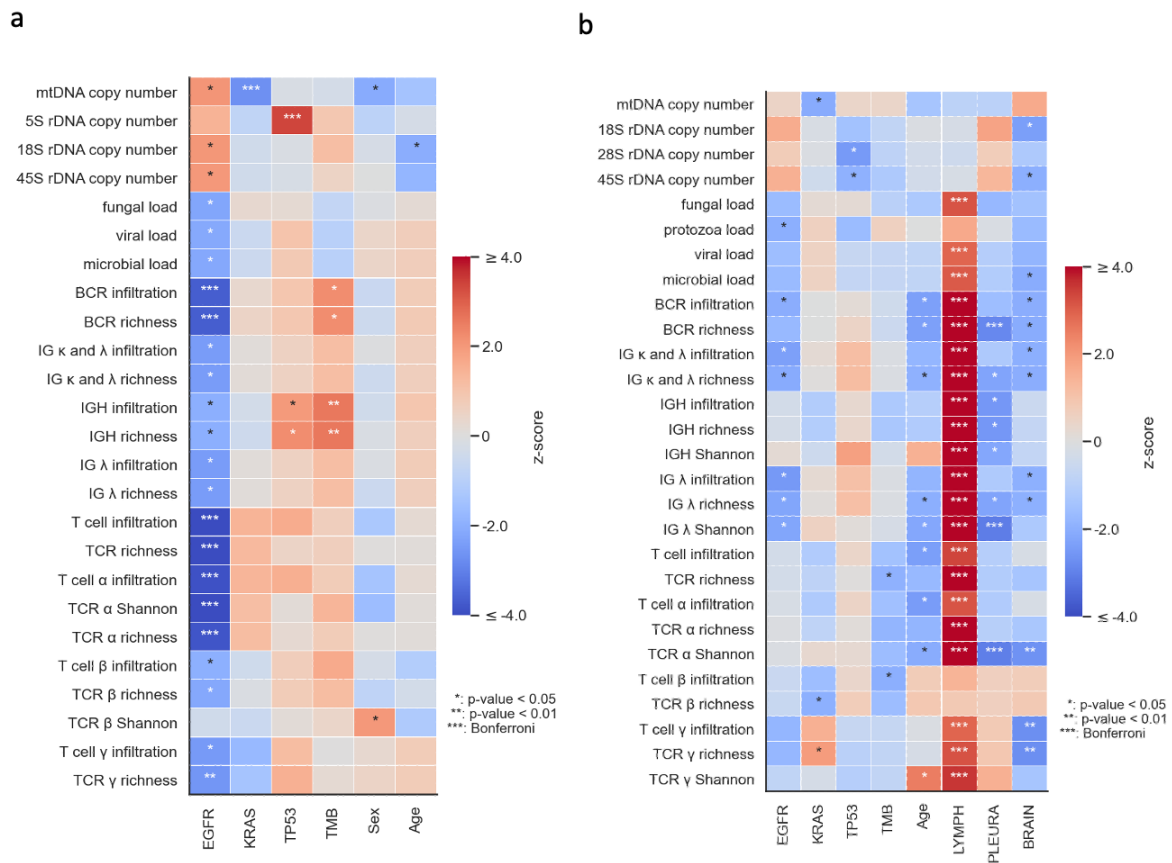 a
mtDNA copy number * *** *
5S rDNA copy number ***
18S rDNA copy number * *
45S rDNA copy number *
fungal load *
viral load *
microbial load *
BCR infiltration *** *
BCR richness *** *
IG κ and λ infiltration *
IG κ and λ richness *
IGH infiltration * * **
IGH richness * * **
IG λ infiltration *
IG λ richness *
T cell infiltration ***
TCR richness ***
T cell α infiltration ***
TCR α Shannon ***
TCR α richness ***
T cell β infiltration *
TCR β richness *
TCR β Shannon *
T cell γ infiltration *
TCR γ richness **
EGFR
KRAS
TP53
TMB
Sex
Age
≥ 4.0
2.0
0
-2.0
≤ -4.0
z-score
*: p-value < 0.05
**: p-value < 0.01
***: Bonferroni
b
mtDNA copy number *
18S rDNA copy number *
28S rDNA copy number *
45S rDNA copy number * *
fungal load ***
protozoa load *
viral load ***
microbial load *** *
BCR infiltration * * *** *
BCR richness * *** *** *
IG κ and λ infiltration * *** *
IG κ and λ richness * * *** * *
IGH infiltration *** *
IGH richness *** *
IGH Shannon *** *
IG λ infiltration * *** *
IG λ richness * * *** * *
IG λ Shannon * * *** ***
T cell infiltration * ***
TCR richness * ***
T cell α infiltration * ***
TCR α richness ***
TCR α Shannon * *** *** **
T cell β infiltration *
TCR β richness *
T cell γ infiltration *** **
TCR γ richness * *** **
TCR γ Shannon * ***
EGFR
KRAS
TP53
TMB
Age
LYMPH
PLEURA
BRAIN
≥ 4.0
2.0
0
-2.0
≤ -4.0
z-score
*: p-value < 0.05
**: p-value < 0.01
***: Bonferroni